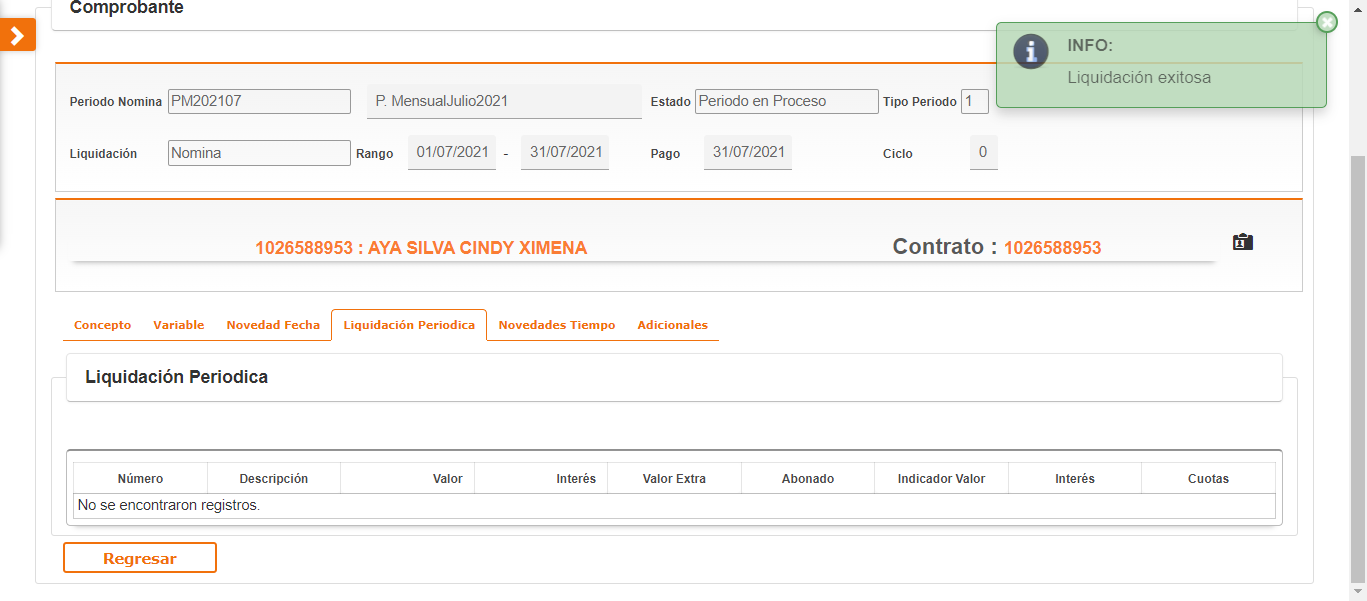 Comprobante
INFO:
Liquidación exitosa
Periodo Nomina PM202107 P. MensualJulio2021 Estado Periodo en Proceso Tipo Periodo 1
Liquidación Nomina Rango 01/07/2021 - 31/07/2021 Pago 31/07/2021 Ciclo 0
1026588953 : AYA SILVA CINDY XIMENA Contrato : 1026588953
Concepto Variable Novedad Fecha Liquidación Periodica Novedades Tiempo Adicionales
Liquidación Periodica
Número Descripción Valor Interés Valor Extra Abonado Indicador Valor Interés Cuotas
No se encontraron registros.
Regresar